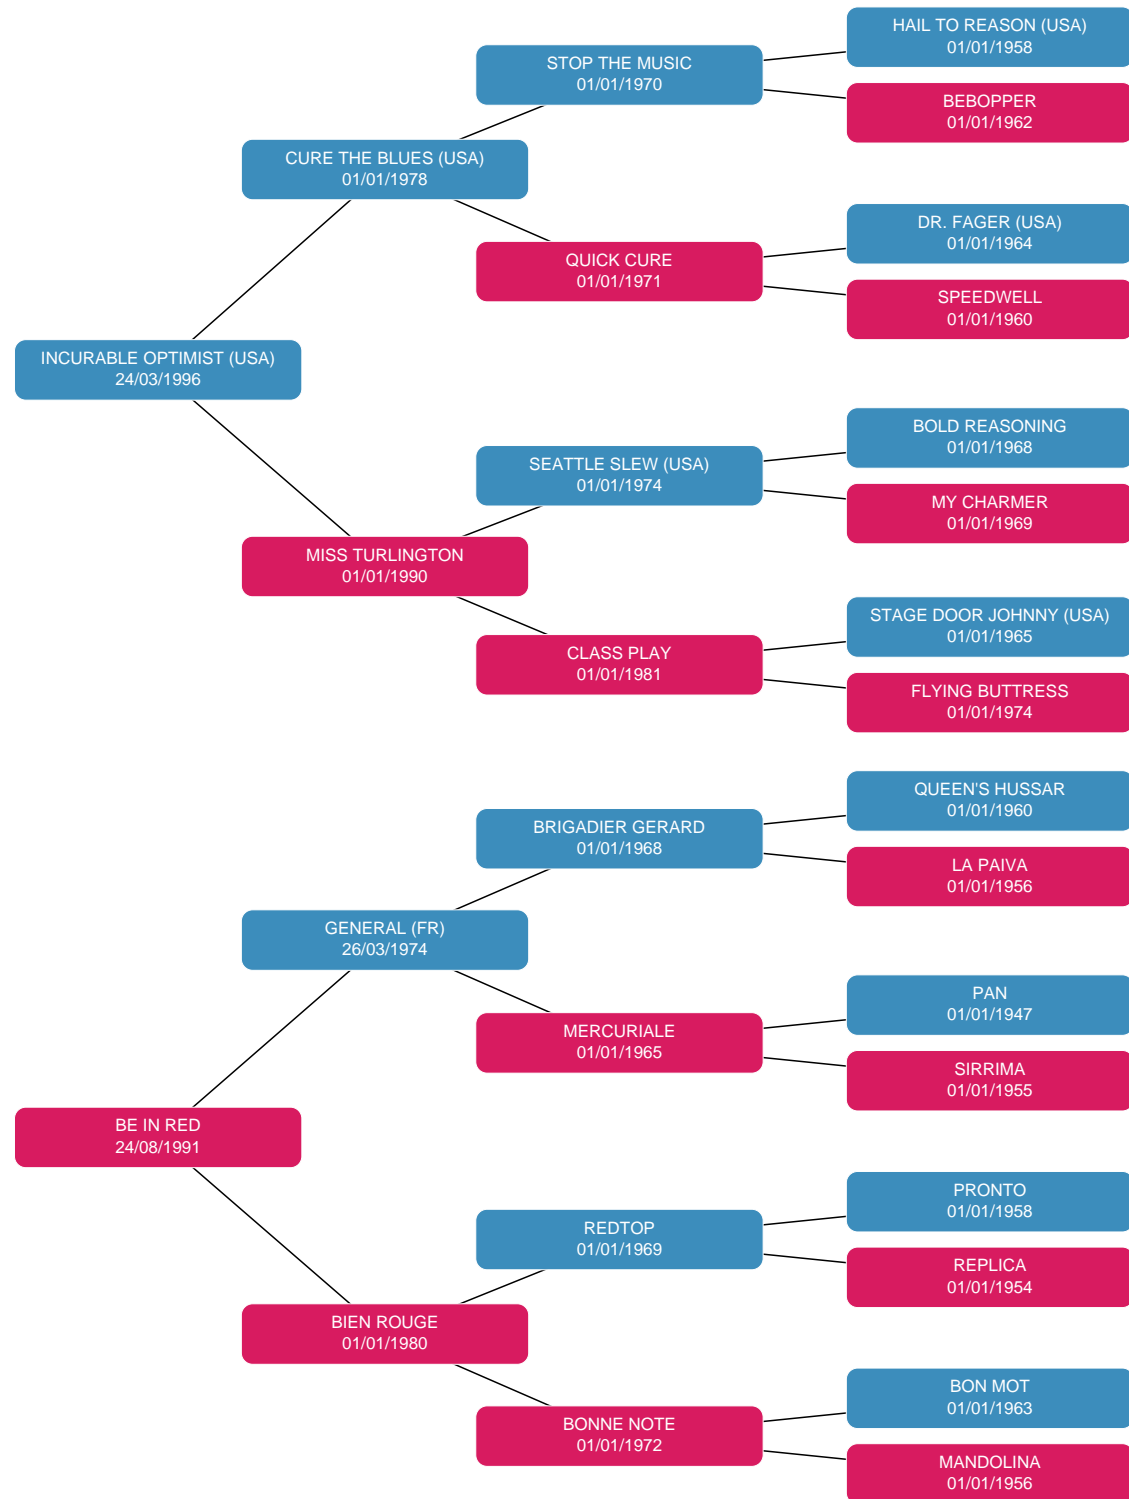 HAIL TO REASON (USA)
01/01/1958
STOP THE MUSIC
01/01/1970
BEBOPPER
01/01/1962
CURE THE BLUES (USA)
01/01/1978
DR. FAGER (USA)
01/01/1964
QUICK CURE
01/01/1971
SPEEDWELL
01/01/1960
INCURABLE OPTIMIST (USA)
24/03/1996
BOLD REASONING
01/01/1968
SEATTLE SLEW (USA)
01/01/1974
MY CHARMER
01/01/1969
MISS TURLINGTON
01/01/1990
STAGE DOOR JOHNNY (USA)
01/01/1965
CLASS PLAY
01/01/1981
FLYING BUTTRESS
01/01/1974
QUEEN'S HUSSAR
01/01/1960
BRIGADIER GERARD
01/01/1968
LA PAIVA
01/01/1956
GENERAL (FR)
26/03/1974
PAN
01/01/1947
MERCURIALE
01/01/1965
SIRRIMA
01/01/1955
BE IN RED
24/08/1991
PRONTO
01/01/1958
REDTOP
01/01/1969
REPLICA
01/01/1954
BIEN ROUGE
01/01/1980
BON MOT
01/01/1963
BONNE NOTE
01/01/1972
MANDOLINA
01/01/1956